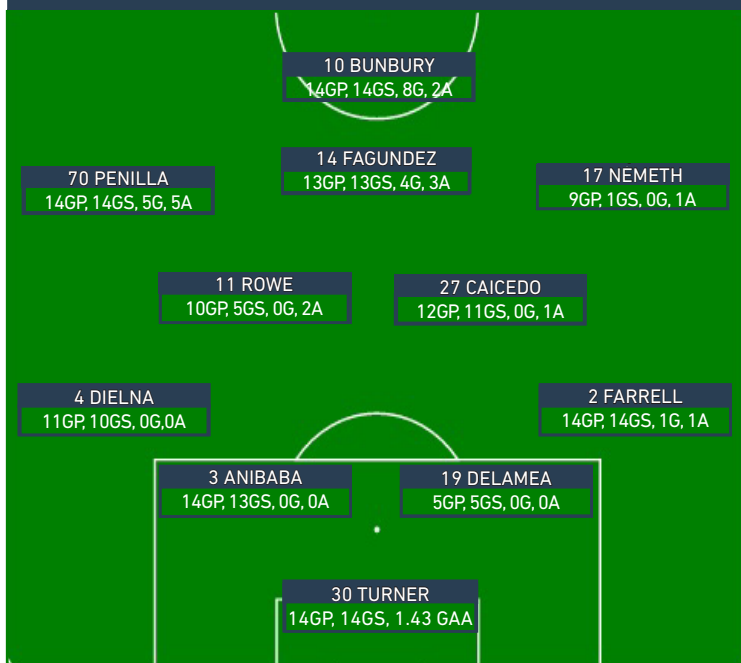 10 BUNBURY
14GP, 14GS, 8G, 2A
14 FAGUNDEZ
13GP, 13GS, 4G, 3A
70 PENILLA
14GP, 14GS, 5G, 5A
17 NÉMETH
9GP, 1GS, 0G, 1A
11 ROWE
10GP, 5GS, 0G, 2A
27 CAICEDO
12GP, 11GS, 0G, 1A
4 DIELNA
11GP, 10GS, 0G,0A
2 FARRELL
14GP, 14GS, 1G, 1A
3 ANIBABA
14GP, 13GS, 0G, 0A
19 DELAMEA
5GP, 5GS, 0G, 0A
30 TURNER
14GP, 14GS, 1.43 GAA